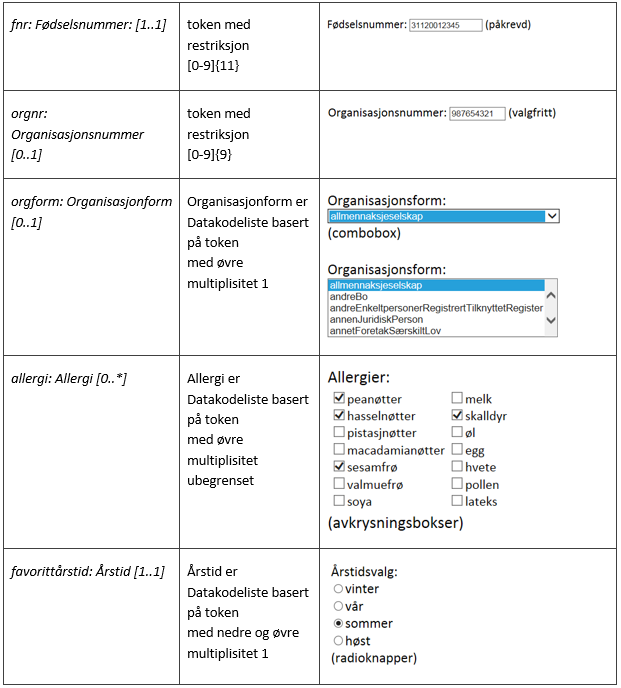 fnr: Fødselsnummer: [1..1]
token med
restriksjon
[0-9]{11}
Fødselsnummer: 31120012345 (påkrevd)
orgnr:
Organisasjonsnummer
[0..1]
token med
restriksjon
[0-9]{9}
Organisasjonsnummer: 987654321 (valgfritt)
orgform: Organisasjonform
[0..1]
Organisasjonform er
Datakodeliste basert
på token
med øvre
multiplisitet 1
Organisasjonsform:
allmennaksjeselskap
(combobox)
Organisasjonsform:
allmennaksjeselskap
andreBo
andreEnkeltpersonerRegistrertTilknyttetRegister
annenJuridiskPerson
annetForetakSærskiltLov
allergi: Allergi [0..*]
Allergi er
Datakodeliste basert
på token
med øvre
multiplisitet
ubegrenset
Allergier:
peanøtter melk
hasselnøtter skalldyr
pistasjnøtter øl
macadamianøtter egg
sesamfrø hvete
valmuefrø pollen
soya lateks
(avkrysningsbokser)
favorittårstid: Årstid [1..1]
Årstid er
Datakodeliste basert
på token
med nedre og øvre
multiplisitet 1
Årstidsvalg:
vinter
vår
sommer
høst
(radioknapper)